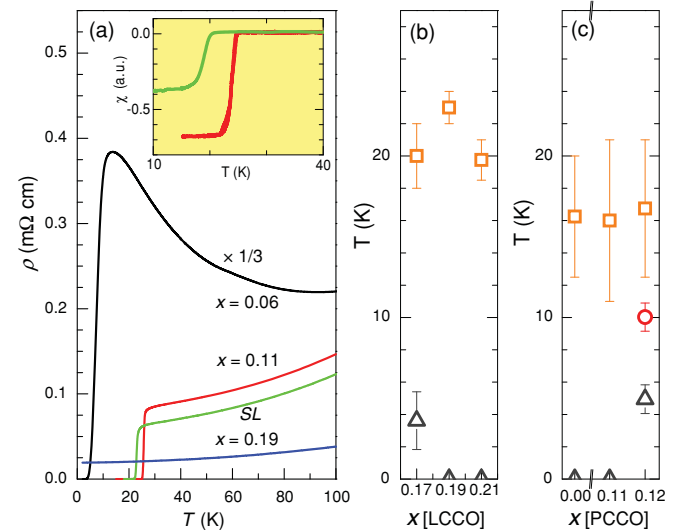 (a)
0.5
0.4
0.3
0.2
0.1
0.0
ρ (mΩ cm)
0.0
-0.5
χ (a.u.)
10
40
T (K)
× 1/3
x = 0.06
x = 0.11
SL
x = 0.19
0
20
40
60
80
100
T (K)
(b)
20
10
0
T (K)
0.17
0.19
0.21
x [LCCO]
(c)
20
10
0
T (K)
0.00
0.11
0.12
x [PCCO]